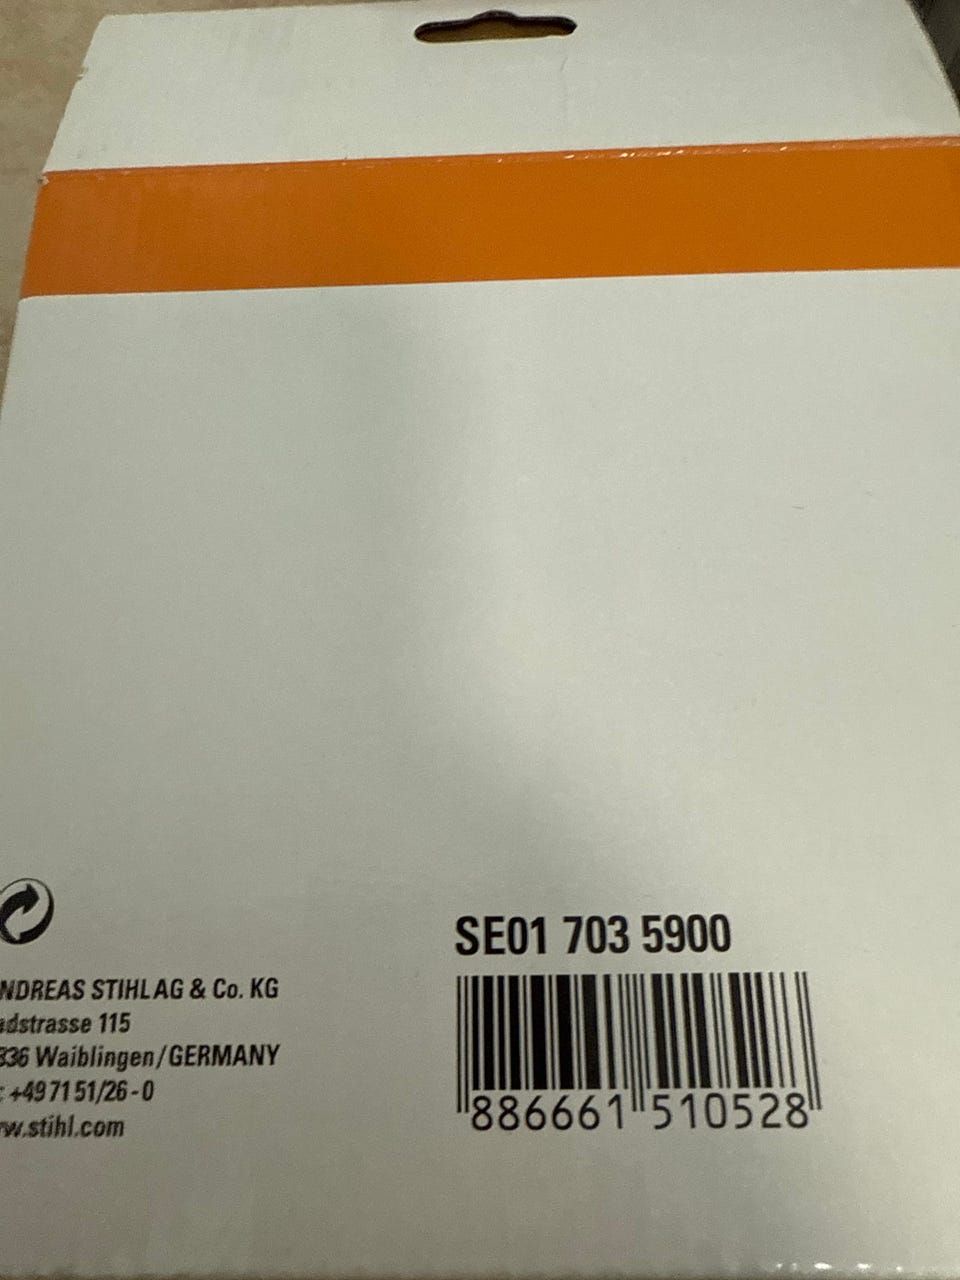 SE01 703 5900
886661 510528
NDREAS STIHL AG & Co. KG
adstrasse 115
336 Waiblingen/GERMANY
: +49 71 51/26-0
w.stihl.com